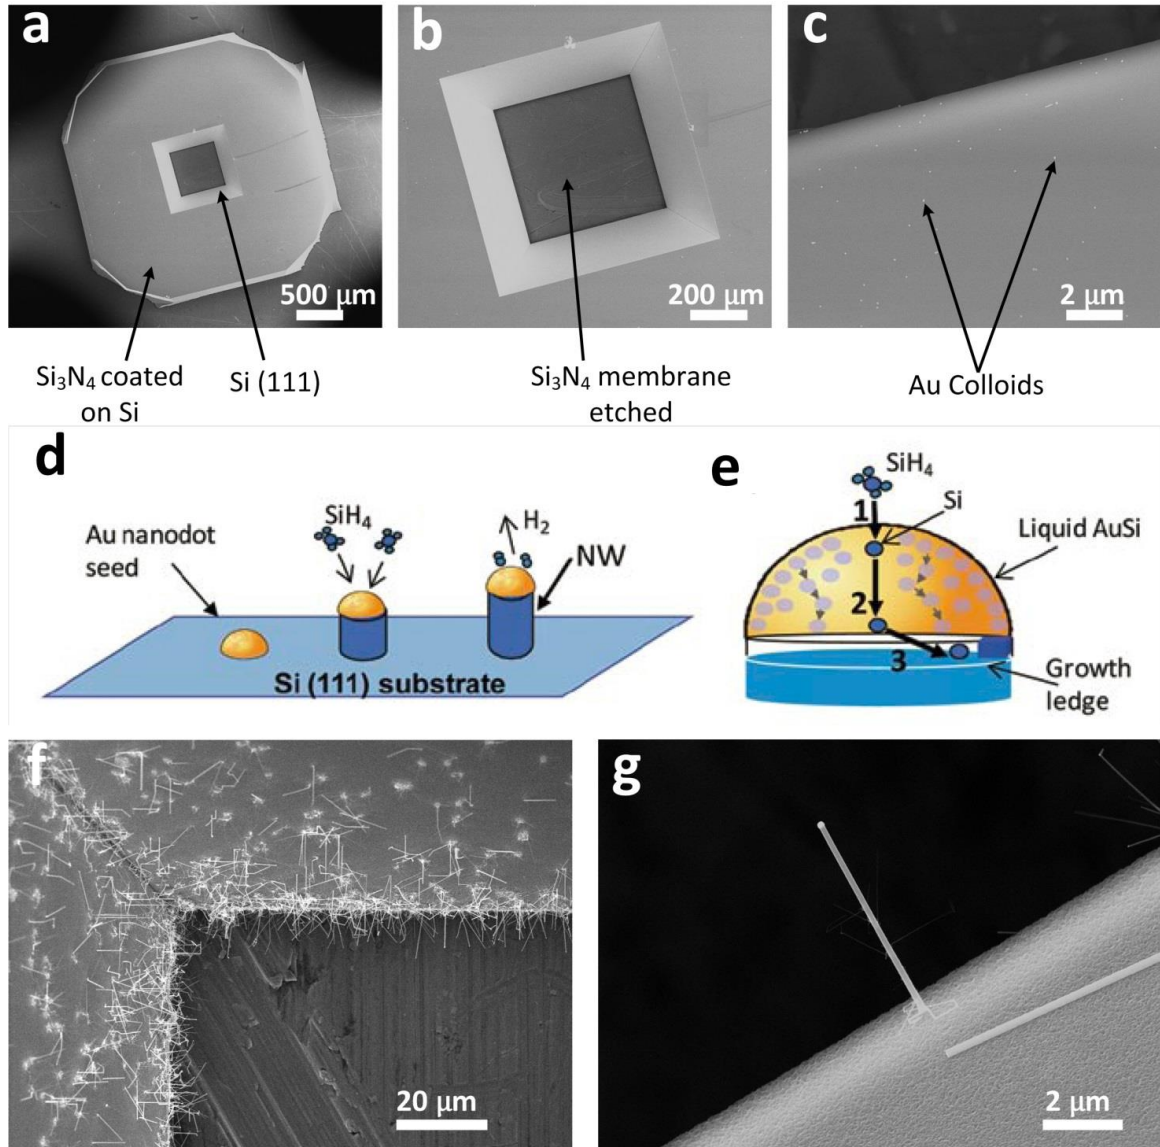 a
b
c
500 µm
200 µm
2 µm
Si₃N₄ coated
on Si
Si (111)
Si₃N₄ membrane
etched
Au Colloids
d
e
Au nanodot
seed
SiH₄
H₂
NW
Si (111) substrate
SiH₄
1
Si
Liquid AuSi
2
3
Growth
ledge
f
g
20 µm
2 µm